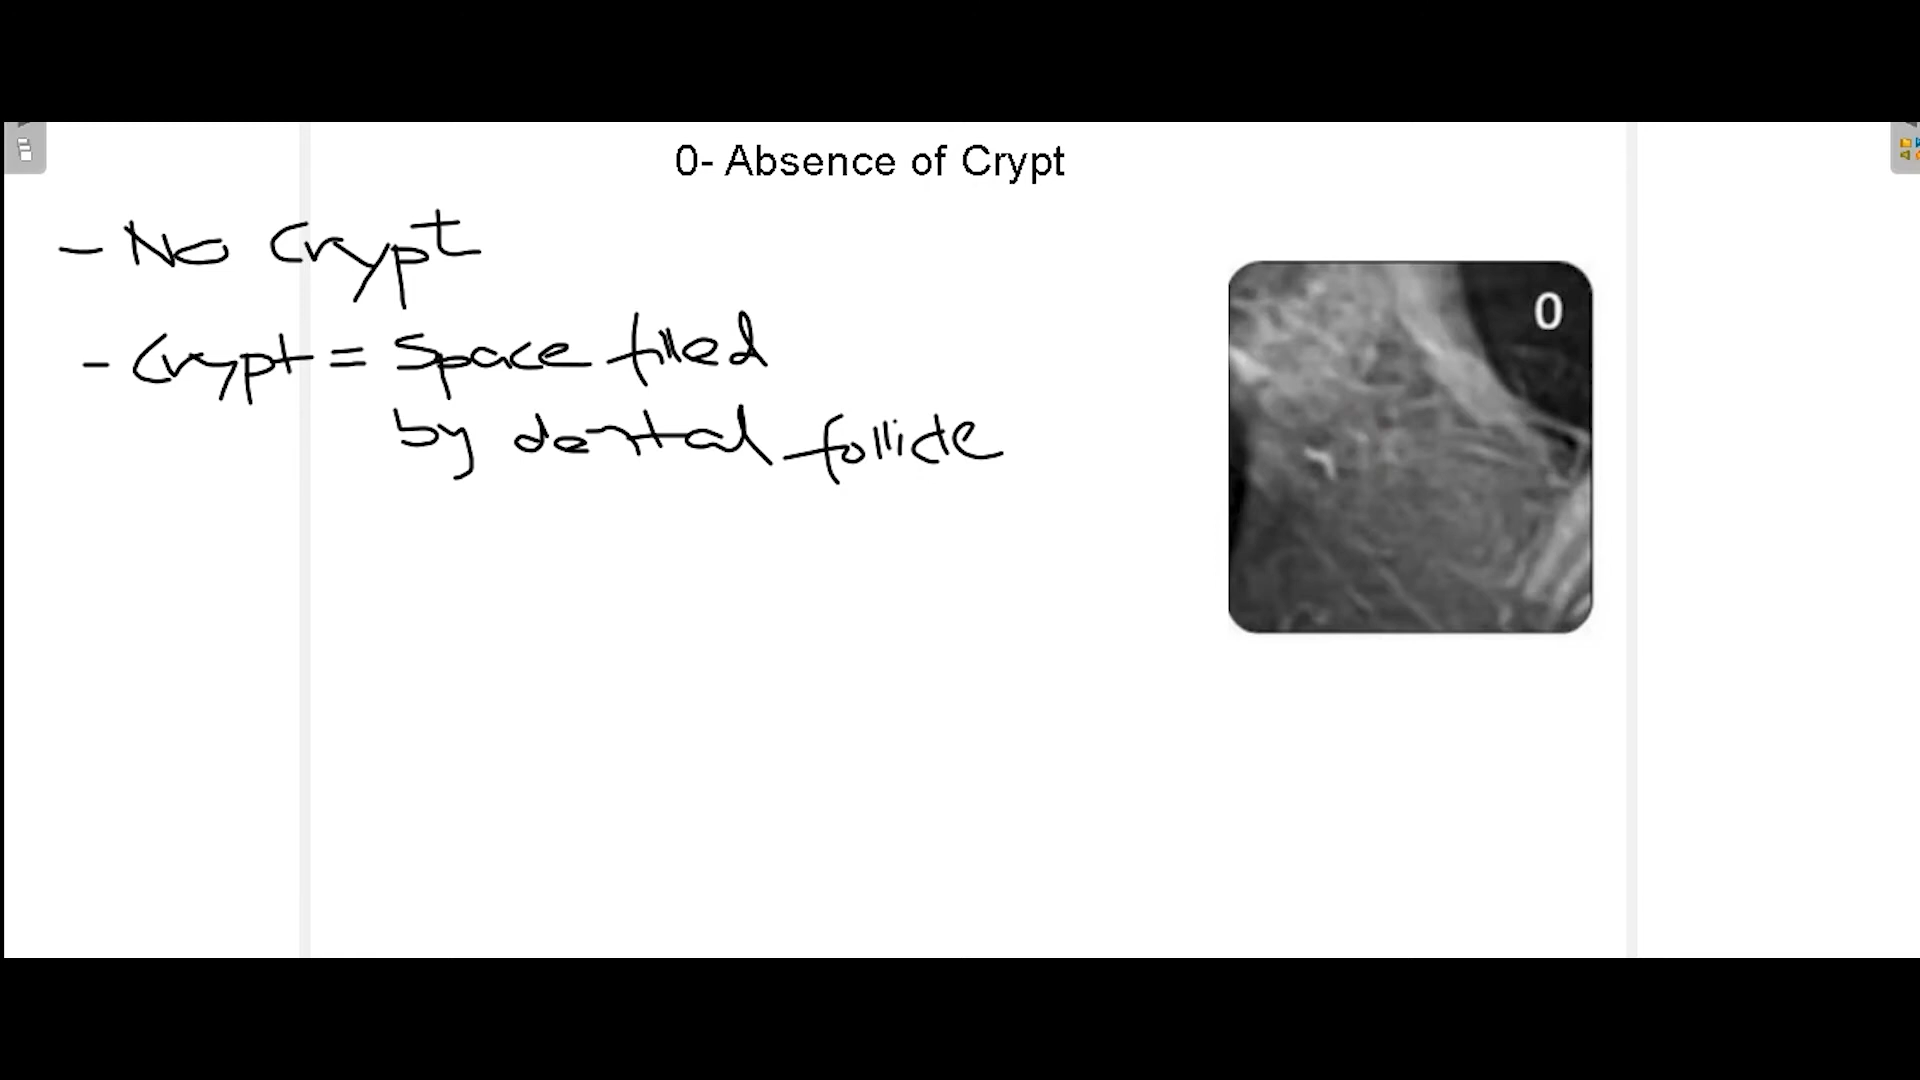 0- Absence of Crypt
- No Crypt
0
- Crypt = Space filled
by dental follicle